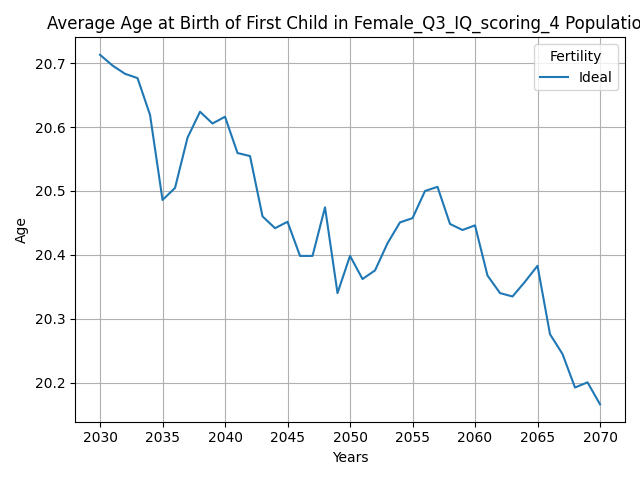 Average Age at Birth of First Child in Female_Q3_IQ_scoring_4 Populatio
Fertility
Ideal
20.7
20.6
20.5
20.4
20.3
20.2
Age
2030 2035 2040 2045 2050 2055 2060 2065 2070
Years